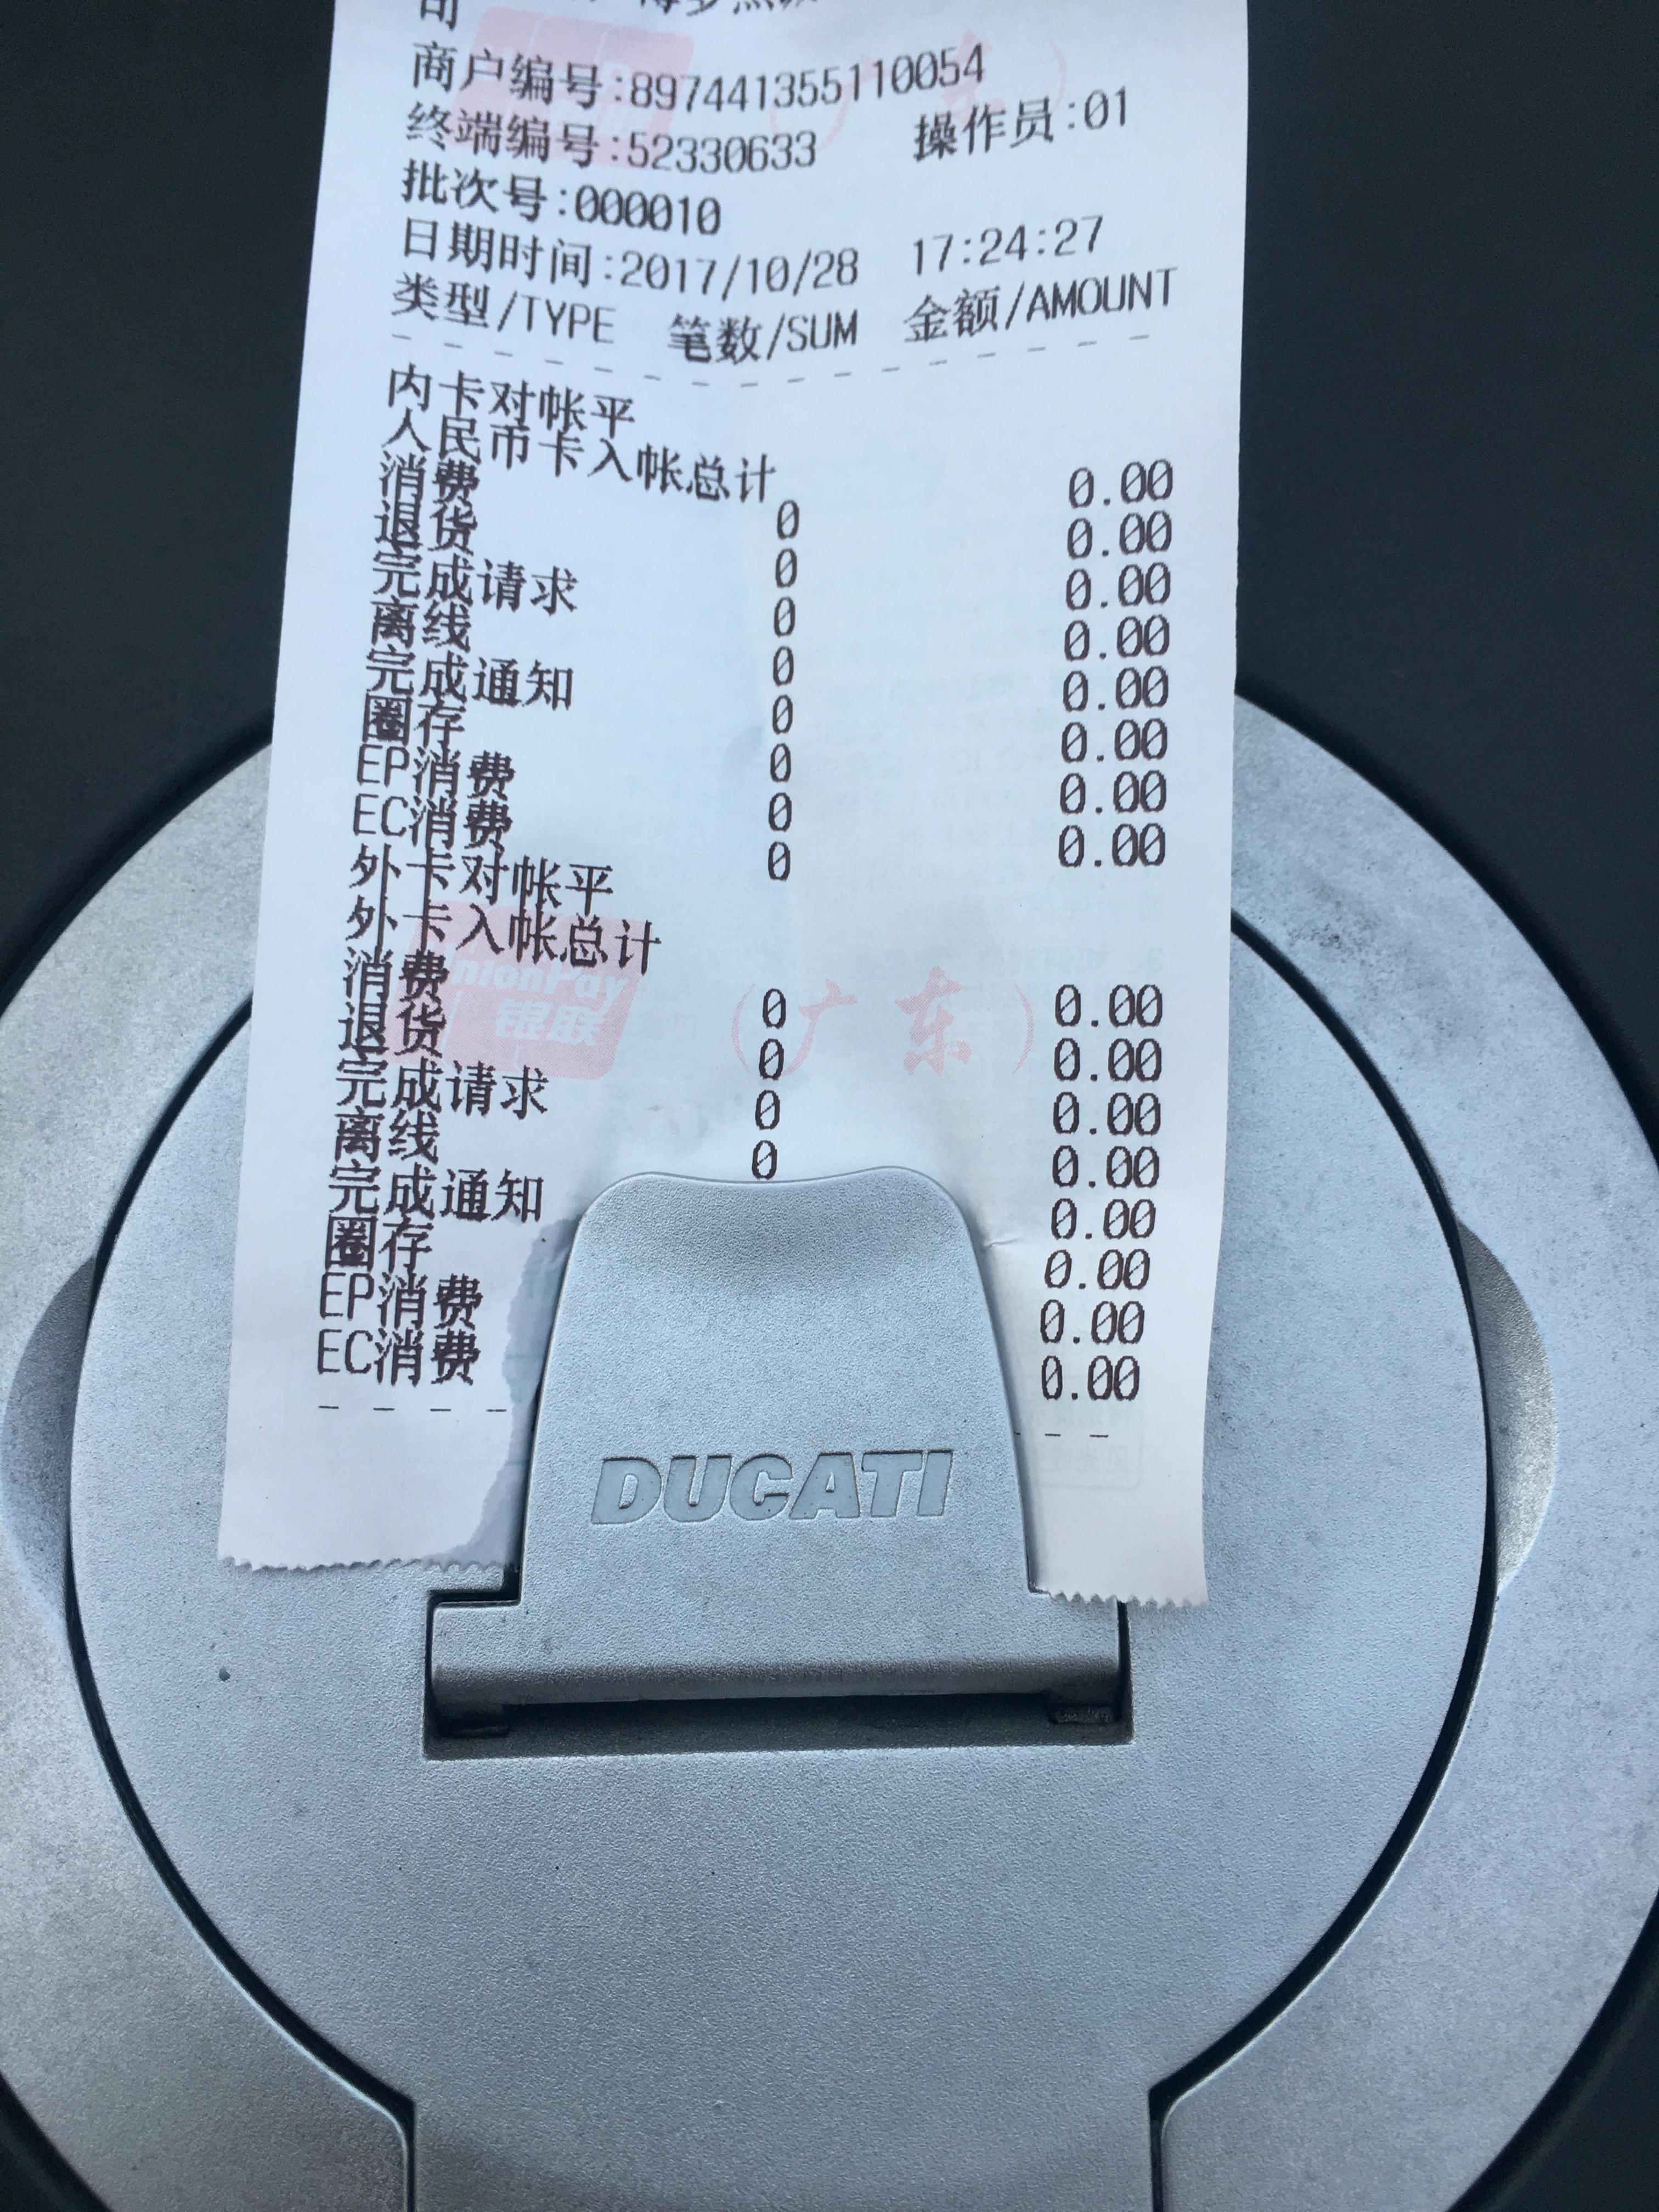 司
商户编号:897441355110054
终端编号:52330633 操作员:01
批次号:000010
日期时间:2017/10/28 17:24:27
类型/TYPE 笔数/SUM 金额/AMOUNT
内卡对帐平
人民币卡入帐总计
消费 0 0.00
退货 0 0.00
完成请求 0 0.00
离线 0 0.00
完成通知 0 0.00
圈存 0 0.00
EP消费 0 0.00
EC消费 0 0.00
外卡对帐平
外卡入帐总计
消费 0 0.00
退货 0 0.00
完成请求 0 0.00
离线 0 0.00
完成通知 0.00
圈存 0.00
EP消费 0.00
EC消费 0.00
UnionPay
银联
(广东)
DUCATI